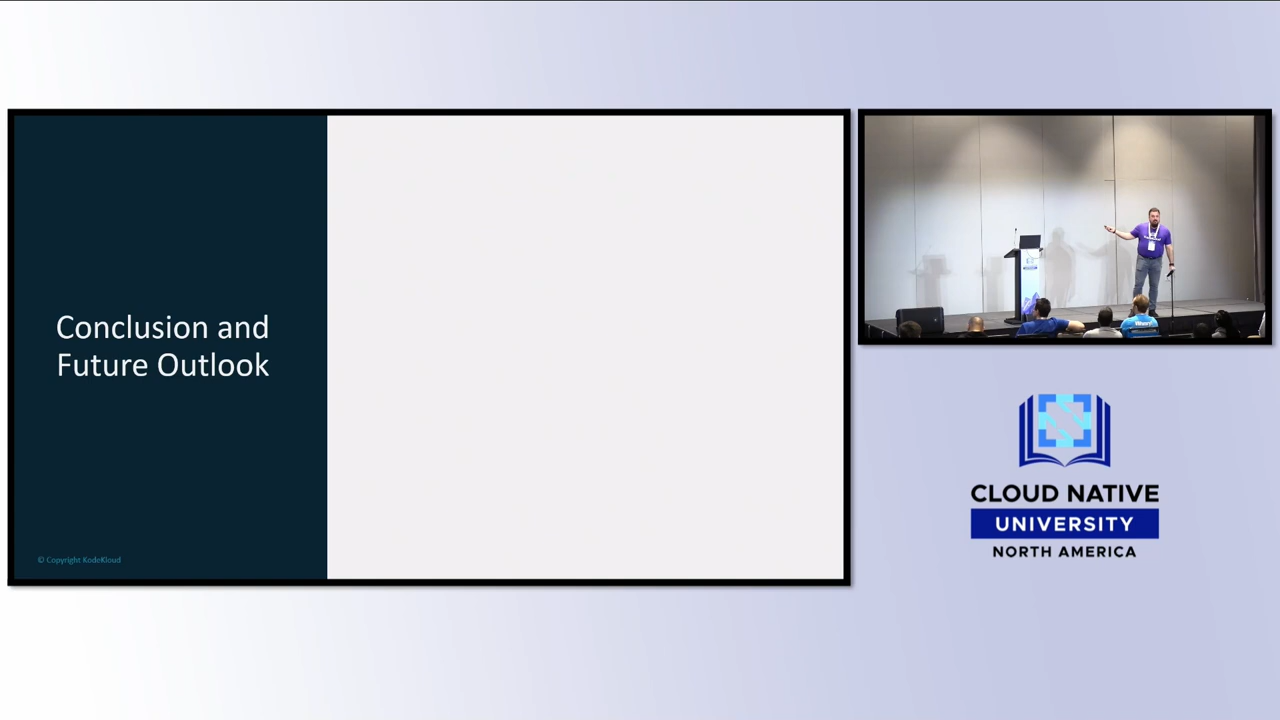 Conclusion and
Future Outlook
© Copyright KodeKloud
CLOUD NATIVE
UNIVERSITY
NORTH AMERICA